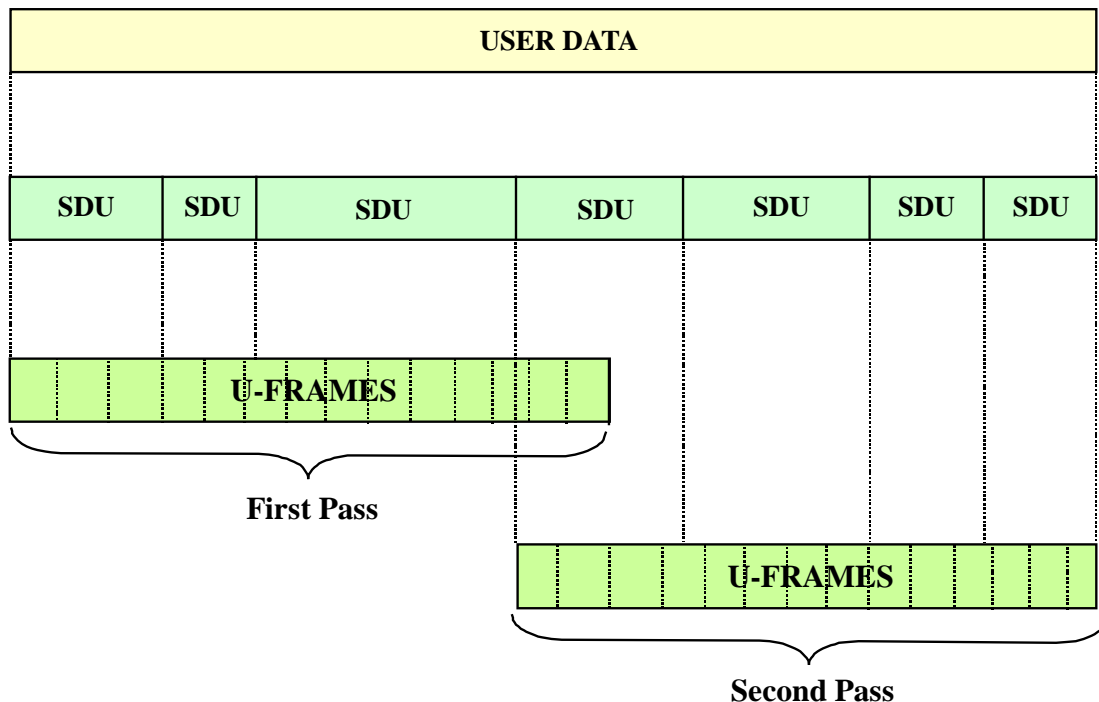 USER DATA
SDU SDU SDU SDU SDU SDU SDU
U-FRAMES
First Pass
U-FRAMES
Second Pass